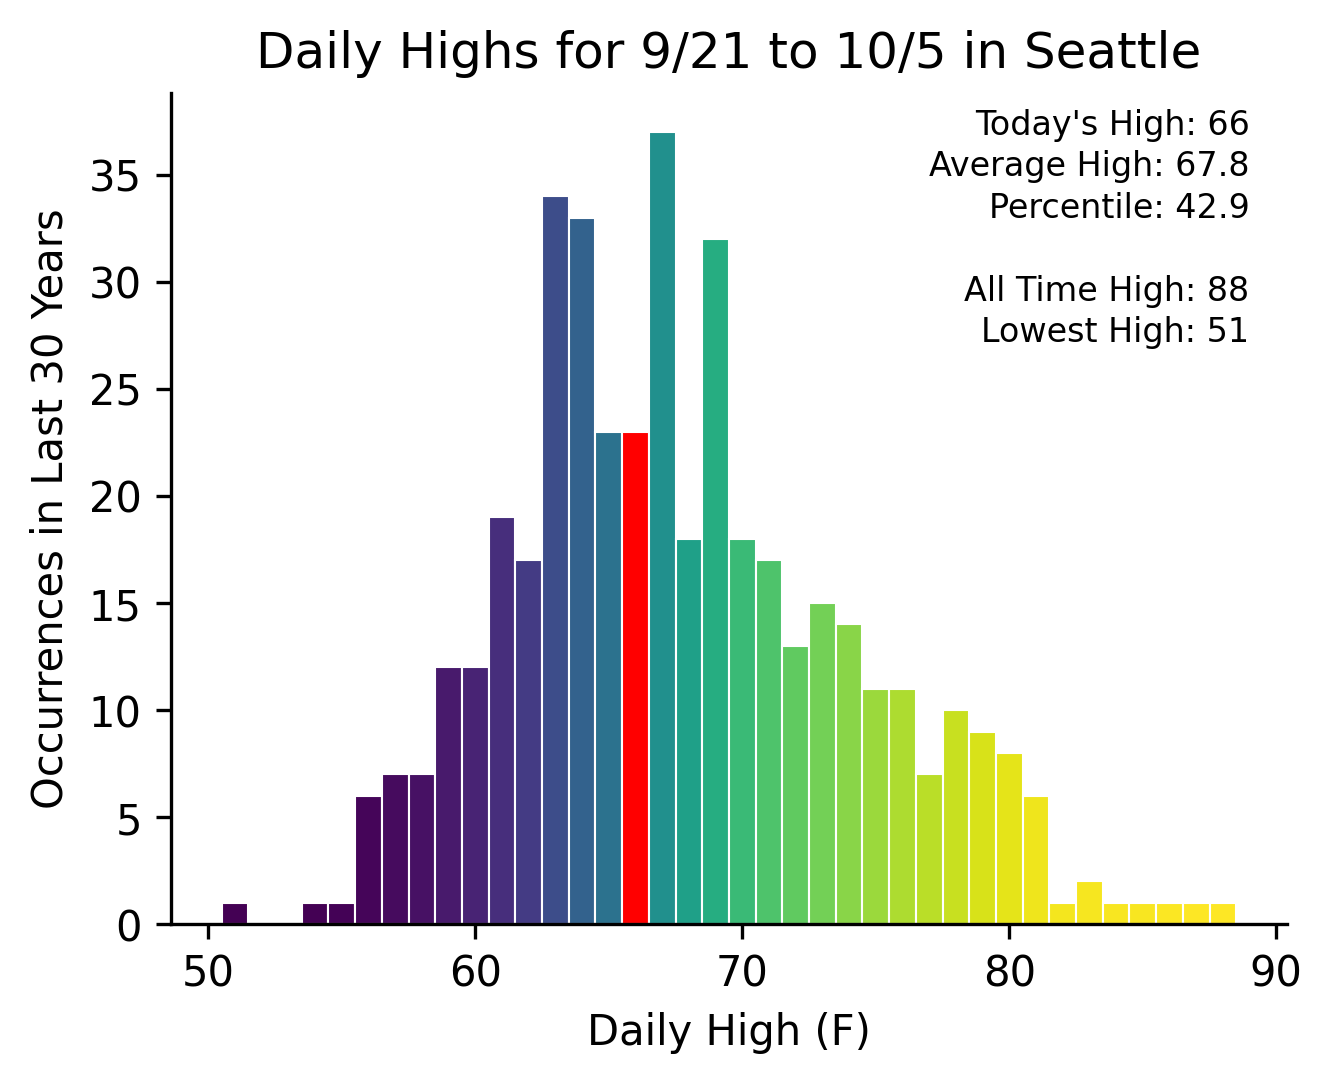 Daily Highs for 9/21 to 10/5 in Seattle
Today's High: 66
Average High: 67.8
Percentile: 42.9
All Time High: 88
Lowest High: 51
Occurrences in Last 30 Years
35
30
25
20
15
10
5
0
50 60 70 80 90
Daily High (F)